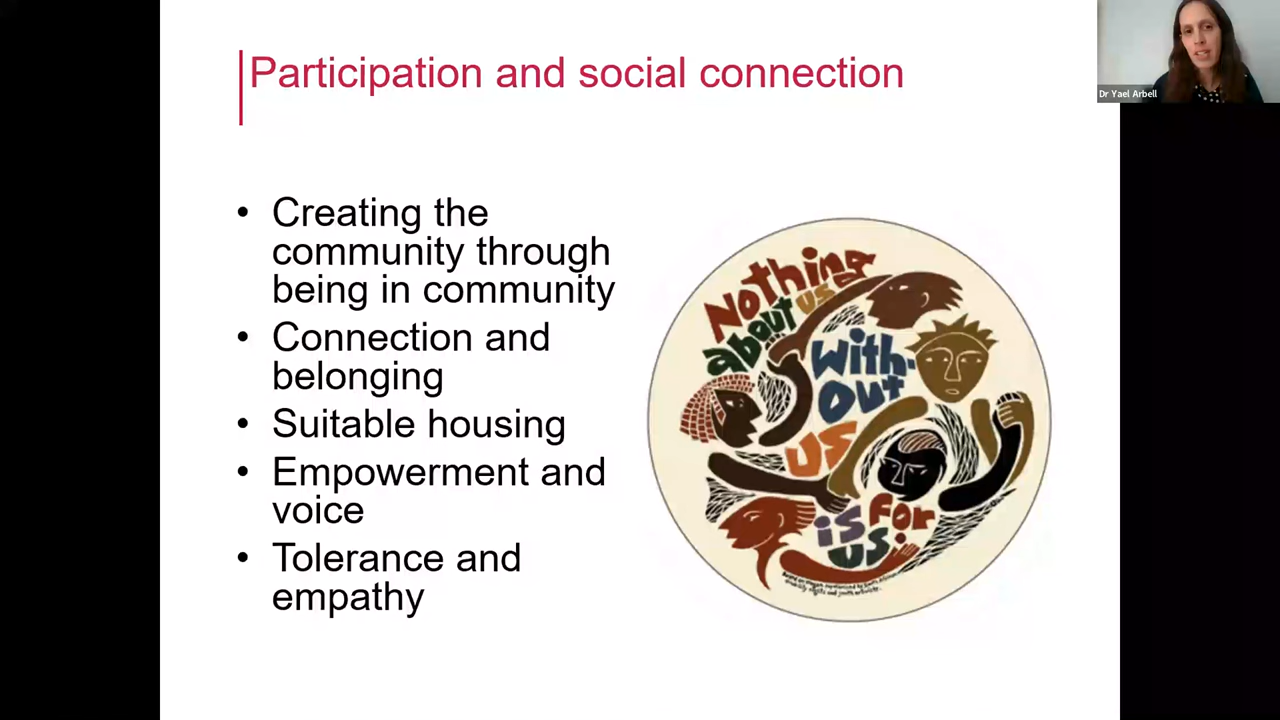 Participation and social connection
Dr Yael Arbell
• Creating the
community through
being in community
• Connection and
belonging
• Suitable housing
• Empowerment and
voice
• Tolerance and
empathy
Nothing
about us
with-
out
us
is for
us